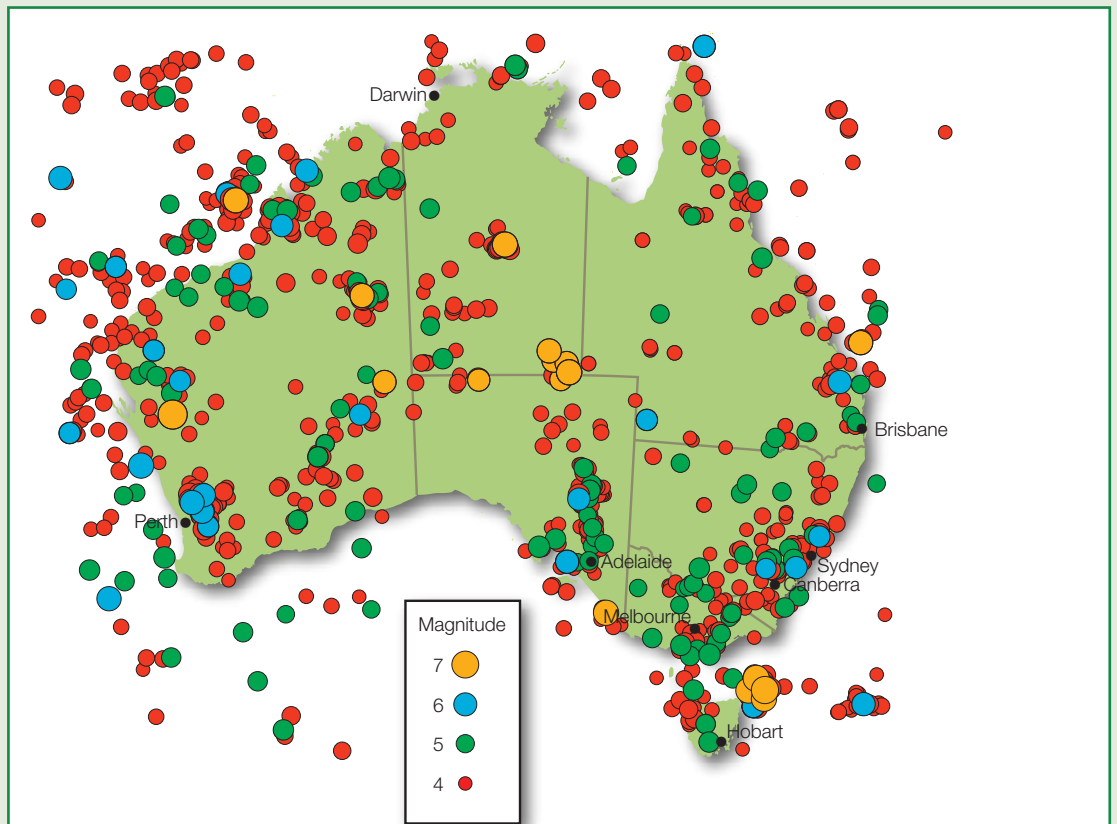 Darwin
Brisbane
Perth
Adelaide
Sydney
Canberra
Melbourne
Magnitude
7
6
5
4
Hobart